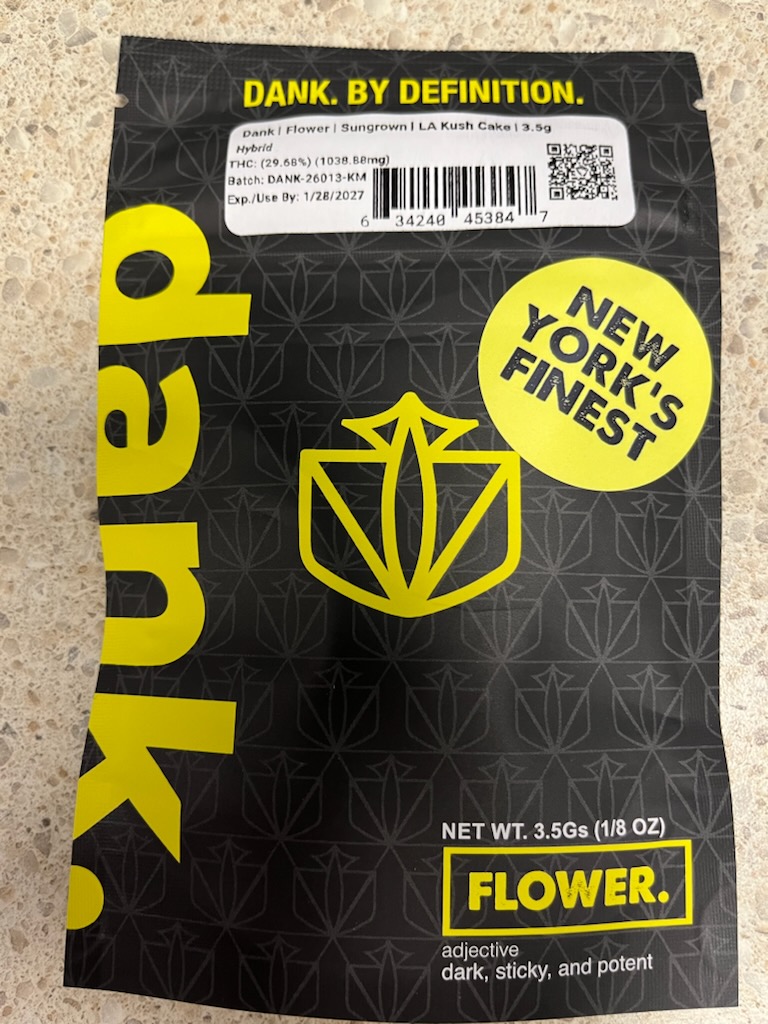 DANK. BY DEFINITION.
Dank | Flower | Sungrown | LA Kush Cake | 3.5g
Hybrid
THC: (29.68%) (1038.88mg)
Batch: DANK-26013-KM
Exp./Use By: 1/28/2027
6 34240 45384 7
dank.
NEW
YORK'S
FINEST
NET WT. 3.5Gs (1/8 OZ)
FLOWER.
adjective
dark, sticky, and potent